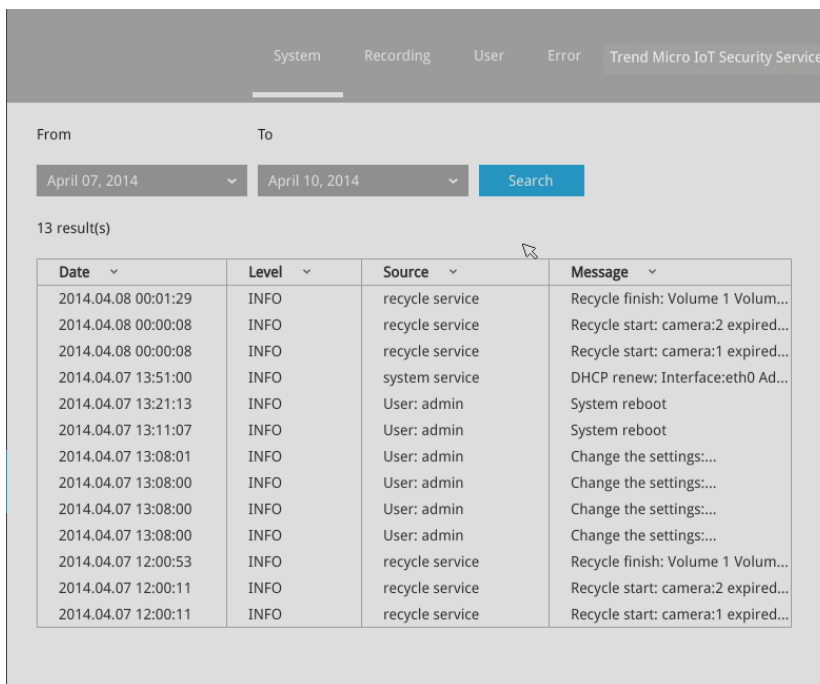 System Recording User Error Trend Micro IoT Security Service
From To
April 07, 2014 April 10, 2014 Search
13 result(s)
Date Level Source Message
2014.04.08 00:01:29 INFO recycle service Recycle finish: Volume 1 Volum...
2014.04.08 00:00:08 INFO recycle service Recycle start: camera:2 expired...
2014.04.08 00:00:08 INFO recycle service Recycle start: camera:1 expired...
2014.04.07 13:51:00 INFO system service DHCP renew: Interface:eth0 Ad...
2014.04.07 13:21:13 INFO User: admin System reboot
2014.04.07 13:11:07 INFO User: admin System reboot
2014.04.07 13:08:01 INFO User: admin Change the settings:...
2014.04.07 13:08:00 INFO User: admin Change the settings:...
2014.04.07 13:08:00 INFO User: admin Change the settings:...
2014.04.07 13:08:00 INFO User: admin Change the settings:...
2014.04.07 12:00:53 INFO recycle service Recycle finish: Volume 1 Volum...
2014.04.07 12:00:11 INFO recycle service Recycle start: camera:2 expired...
2014.04.07 12:00:11 INFO recycle service Recycle start: camera:1 expired...